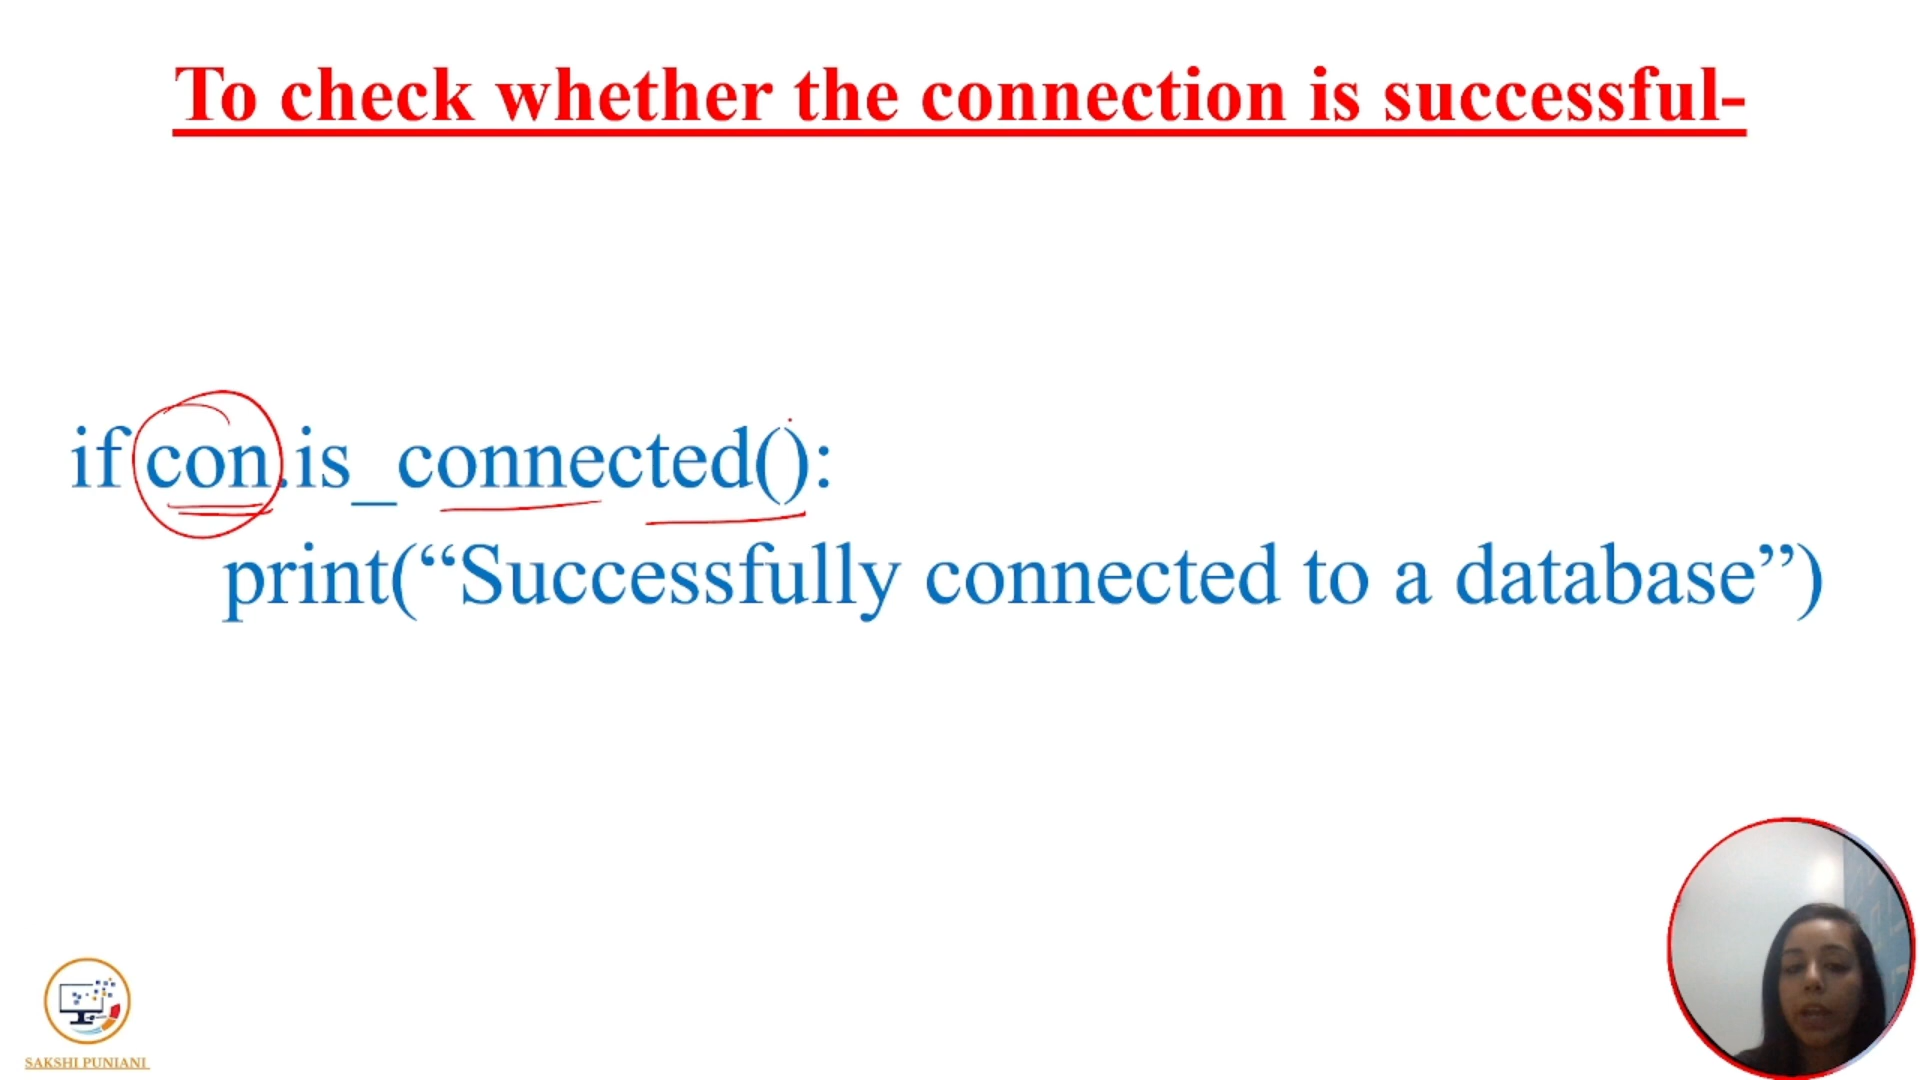 To check whether the connection is successful-
if con.is_connected():
print(“Successfully connected to a database”)
SAKSHI PUNIANI